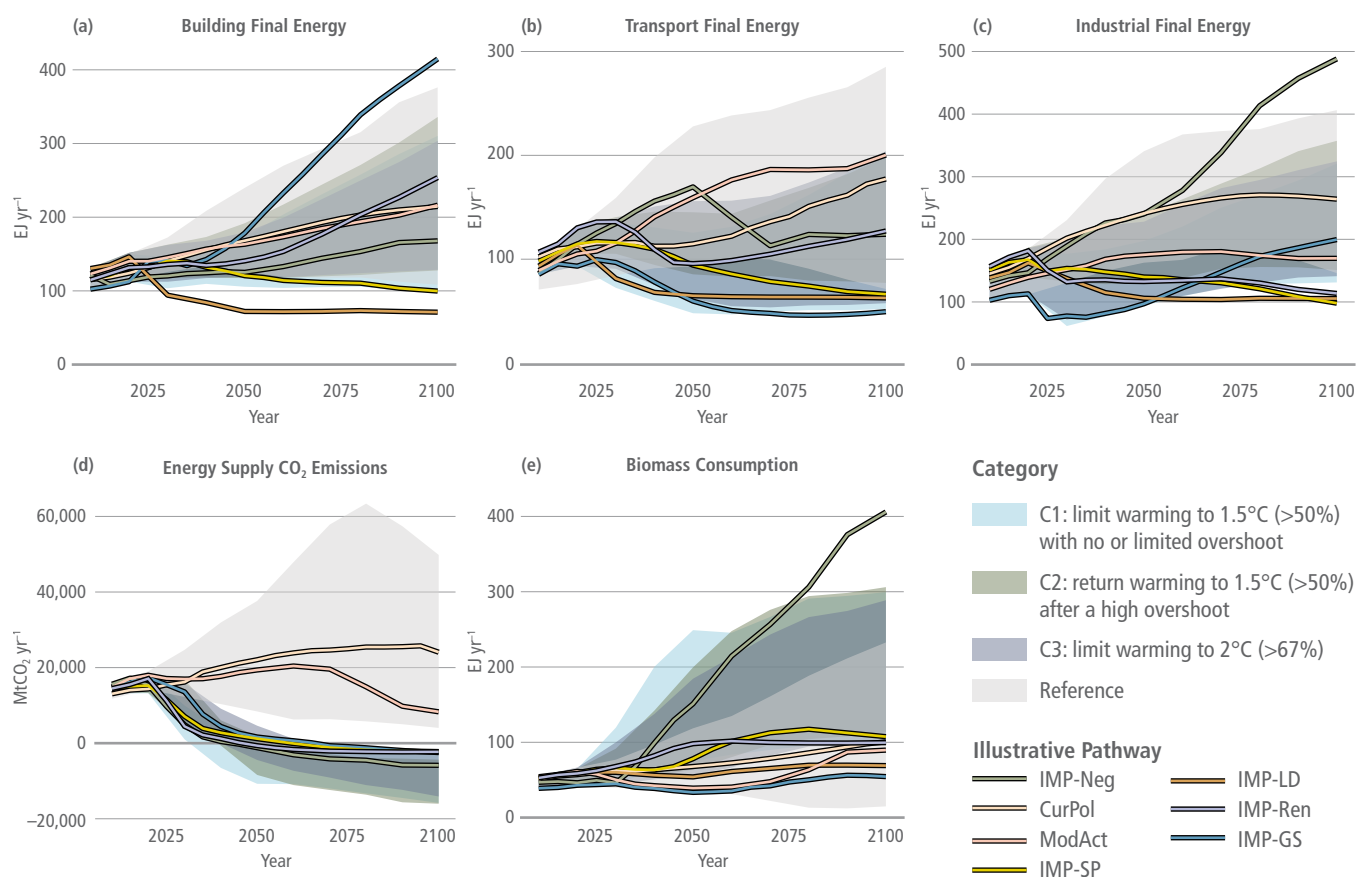 (a) Building Final Energy
400
300
200
100
0
EJ yr⁻¹
2025 2050 2075 2100
Year
(b) Transport Final Energy
300
200
100
0
EJ yr⁻¹
2025 2050 2075 2100
Year
(c) Industrial Final Energy
500
400
300
200
100
0
EJ yr⁻¹
2025 2050 2075 2100
Year
(d) Energy Supply CO₂ Emissions
60,000
40,000
20,000
0
–20,000
MtCO₂ yr⁻¹
2025 2050 2075 2100
Year
(e) Biomass Consumption
400
300
200
100
0
EJ yr⁻¹
2025 2050 2075 2100
Year
Category
C1: limit warming to 1.5°C (>50%)
with no or limited overshoot
C2: return warming to 1.5°C (>50%)
after a high overshoot
C3: limit warming to 2°C (>67%)
Reference
Illustrative Pathway
IMP-Neg
CurPol
ModAct
IMP-SP
IMP-LD
IMP-Ren
IMP-GS